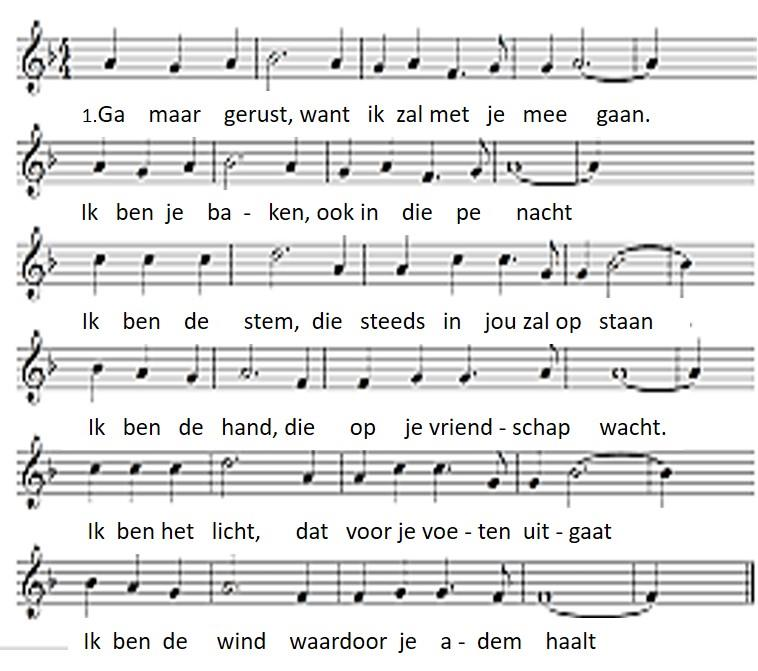 1.Ga maar gerust, want ik zal met je mee gaan.
Ik ben je ba - ken, ook in die pe nacht
Ik ben de stem, die steeds in jou zal op staan
Ik ben de hand, die op je vriend - schap wacht.
Ik ben het licht, dat voor je voe - ten uit - gaat
Ik ben de wind waardoor je a - dem haalt